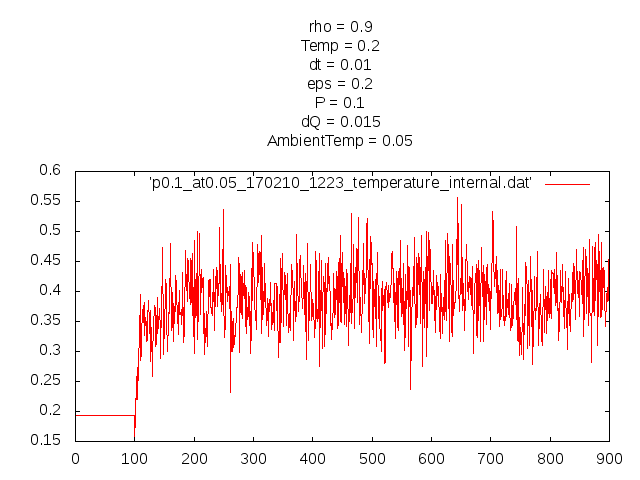 rho = 0.9
Temp = 0.2
dt = 0.01
eps = 0.2
P = 0.1
dQ = 0.015
AmbientTemp = 0.05
'p0.1_at0.05_170210_1223_temperature_internal.dat'
0.6
0.55
0.5
0.45
0.4
0.35
0.3
0.25
0.2
0.15
0 100 200 300 400 500 600 700 800 900